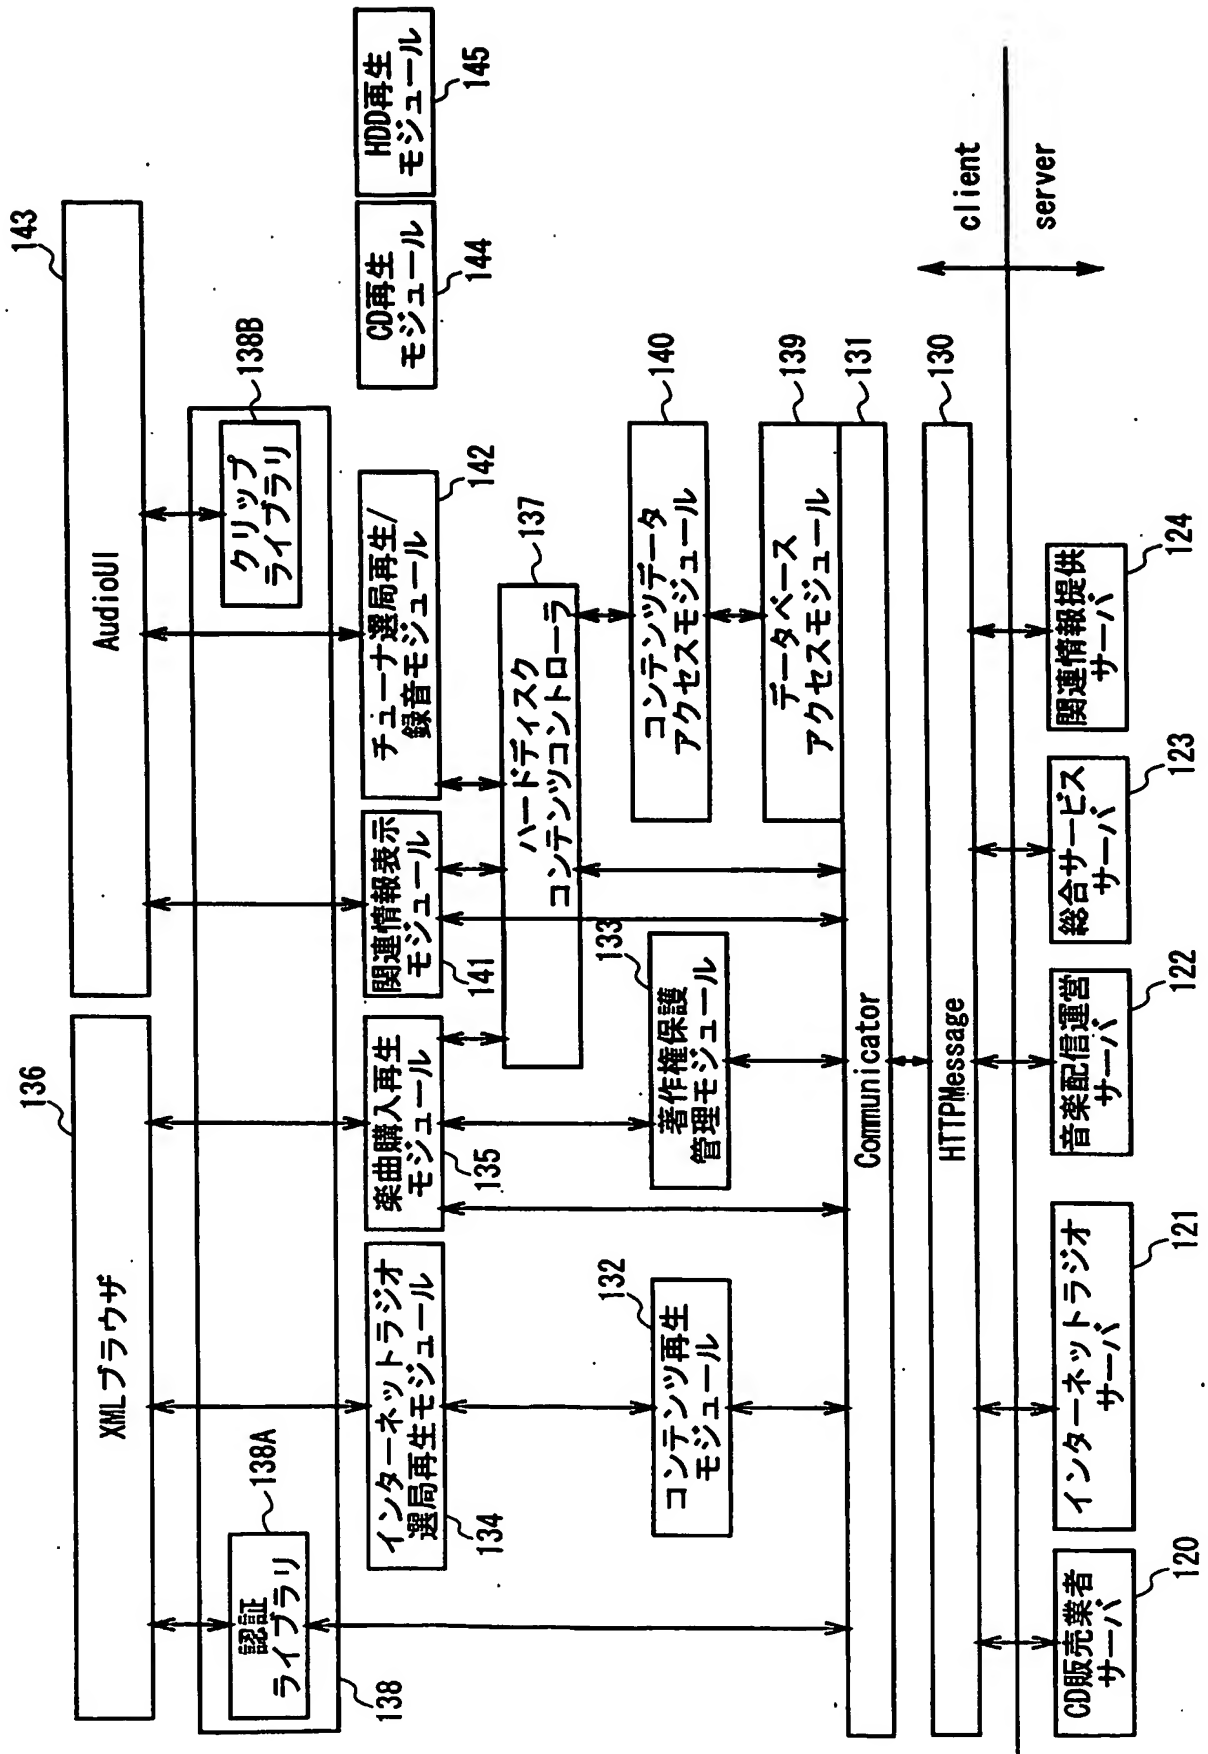 136
XMLブラウザ
143
AudioUI
138A
認証
ライブラリ
138
138B
クリップ
ライブラリ
インターネットラジオ
選局再生モジュール
134
楽曲購入再生
モジュール
135
関連情報表示
モジュール
141
チューナ選局再生/
録音モジュール
142
CD再生
モジュール
144
HDD再生
モジュール
145
ハードディスク
コンテンツコントローラ
137
コンテンツ再生
モジュール
132
著作権保護
管理モジュール
133
コンテンツデータ
アクセスモジュール
140
データベース
アクセスモジュール
139
Communicator
131
HTTPMessage
130
client
server
CD販売業者
サーバ
120
インターネットラジオ
サーバ
121
音楽配信運営
サーバ
122
総合サービス
サーバ
123
関連情報提供
サーバ
124